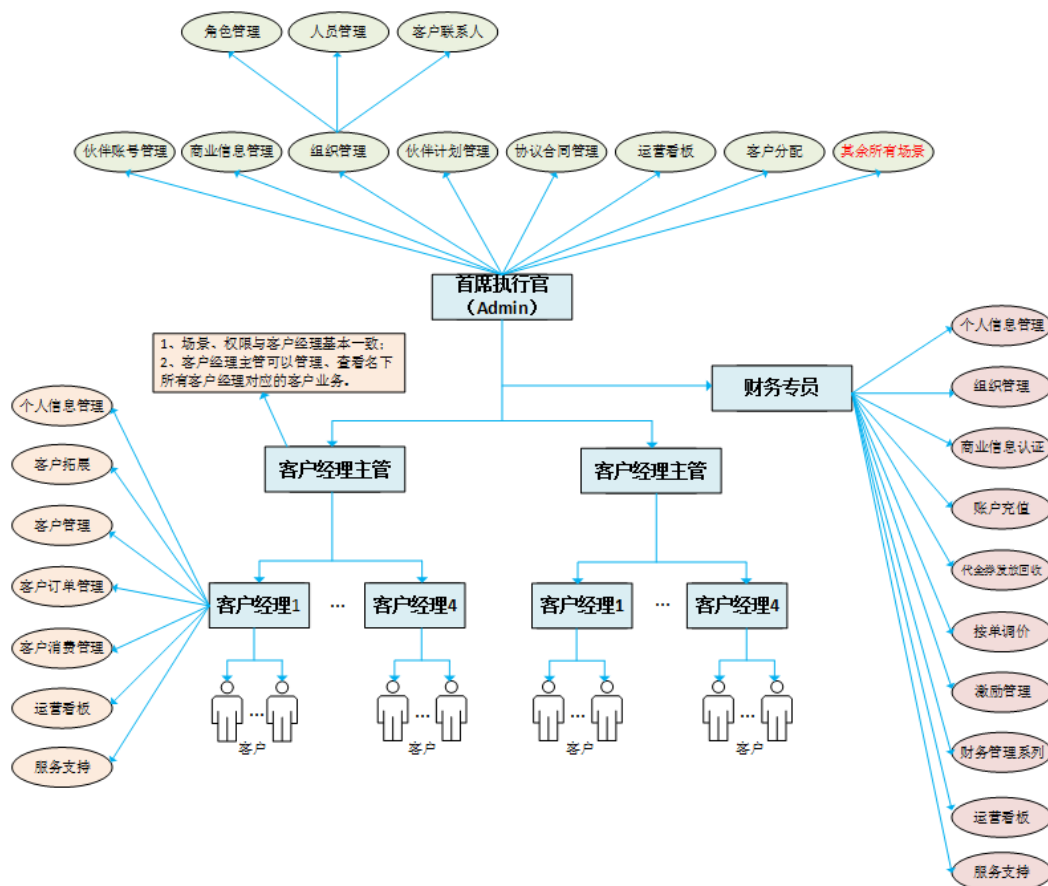 角色管理
人员管理
客户联系人
伙伴账号管理
商业信息管理
组织管理
伙伴计划管理
协议合同管理
运营看板
客户分配
其余所有场景
首席执行官
（Admin）
1、场景、权限与客户经理基本一致；
2、客户经理主管可以管理、查看名下
所有客户经理对应的客户业务。
财务专员
客户经理主管
客户经理主管
个人信息管理
客户拓展
客户管理
客户订单管理
客户消费管理
运营看板
服务支持
客户经理1
...
客户经理4
客户经理1
...
客户经理4
...
客户
...
客户
...
客户
...
客户
个人信息管理
组织管理
商业信息认证
账户充值
代金券发放回收
按单调价
激励管理
财务管理系列
运营看板
服务支持